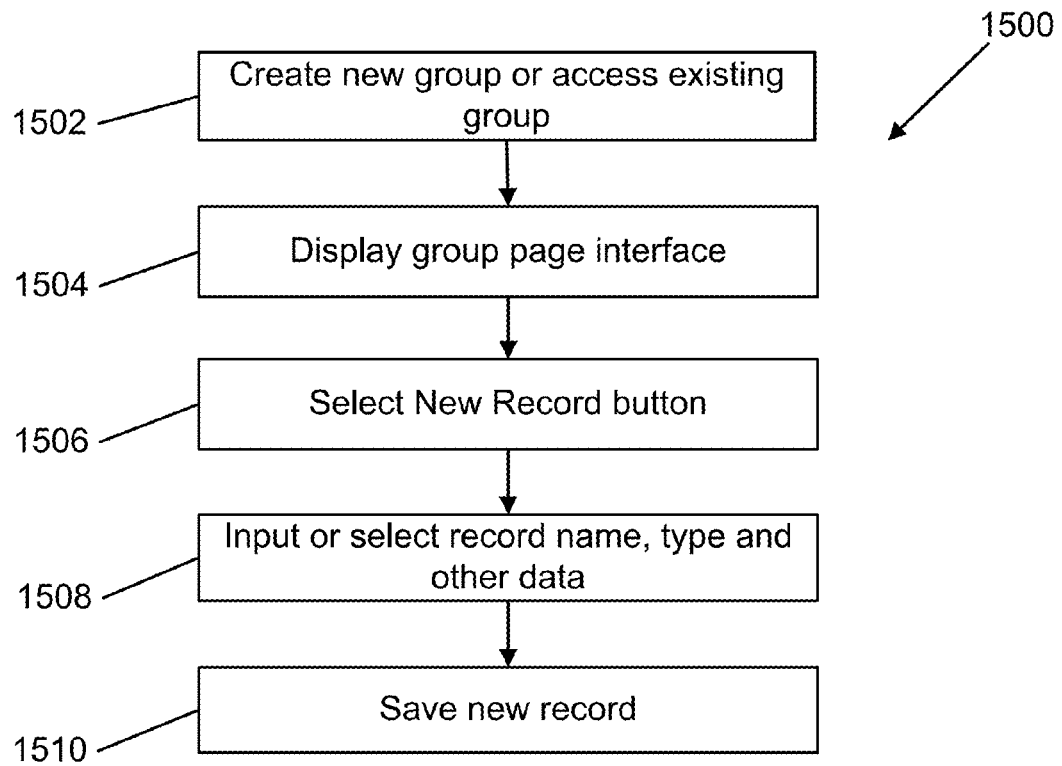 1500
Create new group or access existing
group
1502
Display group page interface
1504
Select New Record button
1506
Input or select record name, type and
other data
1508
Save new record
1510